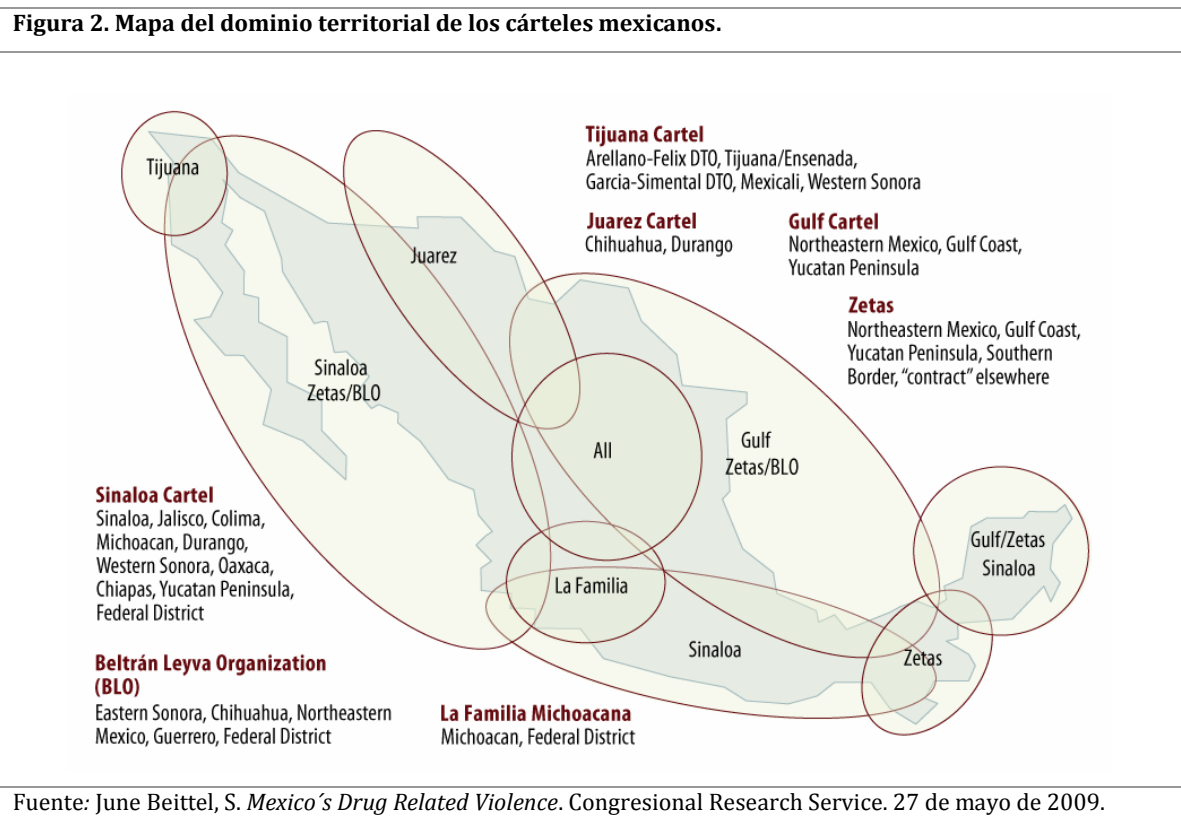 Figura 2. Mapa del dominio territorial de los cárteles mexicanos.
Tijuana
Juarez
Sinaloa
Zetas/BLO
All
Gulf
Zetas/BLO
La Familia
Sinaloa
Zetas
Gulf/Zetas
Sinaloa
Tijuana Cartel
Arellano-Felix DTO, Tijuana/Ensenada,
Garcia-Simental DTO, Mexicali, Western Sonora
Juarez Cartel
Chihuahua, Durango
Gulf Cartel
Northeastern Mexico, Gulf Coast,
Yucatan Peninsula
Zetas
Northeastern Mexico, Gulf Coast,
Yucatan Peninsula, Southern
Border, “contract” elsewhere
Sinaloa Cartel
Sinaloa, Jalisco, Colima,
Michoacan, Durango,
Western Sonora, Oaxaca,
Chiapas, Yucatan Peninsula,
Federal District
Beltrán Leyva Organization
(BLO)
Eastern Sonora, Chihuahua, Northeastern
Mexico, Guerrero, Federal District
La Familia Michoacana
Michoacan, Federal District
Fuente: June Beittel, S. Mexico´s Drug Related Violence. Congresional Research Service. 27 de mayo de 2009.